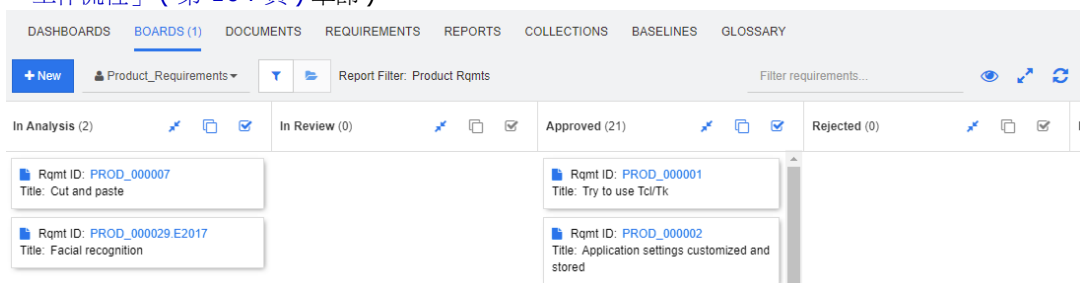 DASHBOARDS BOARDS (1) DOCUMENTS REQUIREMENTS REPORTS COLLECTIONS BASELINES GLOSSARY
New Product_Requirements Report Filter: Product Rqmts Filter requirements...
In Analysis (2) In Review (0) Approved (21) Rejected (0)
Rqmt ID: PROD_000007 Rqmt ID: PROD_000001
Title: Cut and paste Title: Try to use Tcl/Tk
Rqmt ID: PROD_000029.E2017 Rqmt ID: PROD_000002
Title: Facial recognition Title: Application settings customized and
stored